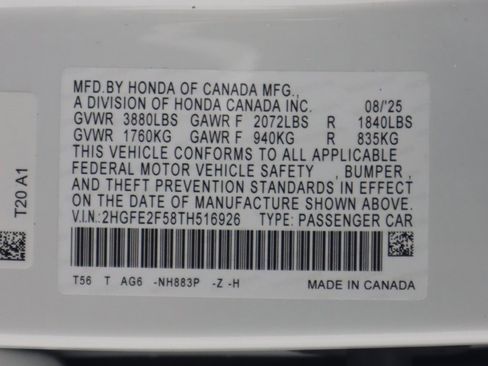 MFD.BY HONDA OF CANADA MFG.,
A DIVISION OF HONDA CANADA INC. 08/'25
GVWR 3880LBS GAWR F 2072LBS R 1840LBS
GVWR 1760KG GAWR F 940KG R 835KG
THIS VEHICLE CONFORMS TO ALL APPLICABLE
FEDERAL MOTOR VEHICLE SAFETY , BUMPER ,
AND THEFT PREVENTION STANDARDS IN EFFECT
ON THE DATE OF MANUFACTURE SHOWN ABOVE.
V.I.N:2HGFE2F58TH516926 TYPE: PASSENGER CAR
T56 T AG6 -NH883P -Z -H MADE IN CANADA
T20 A1